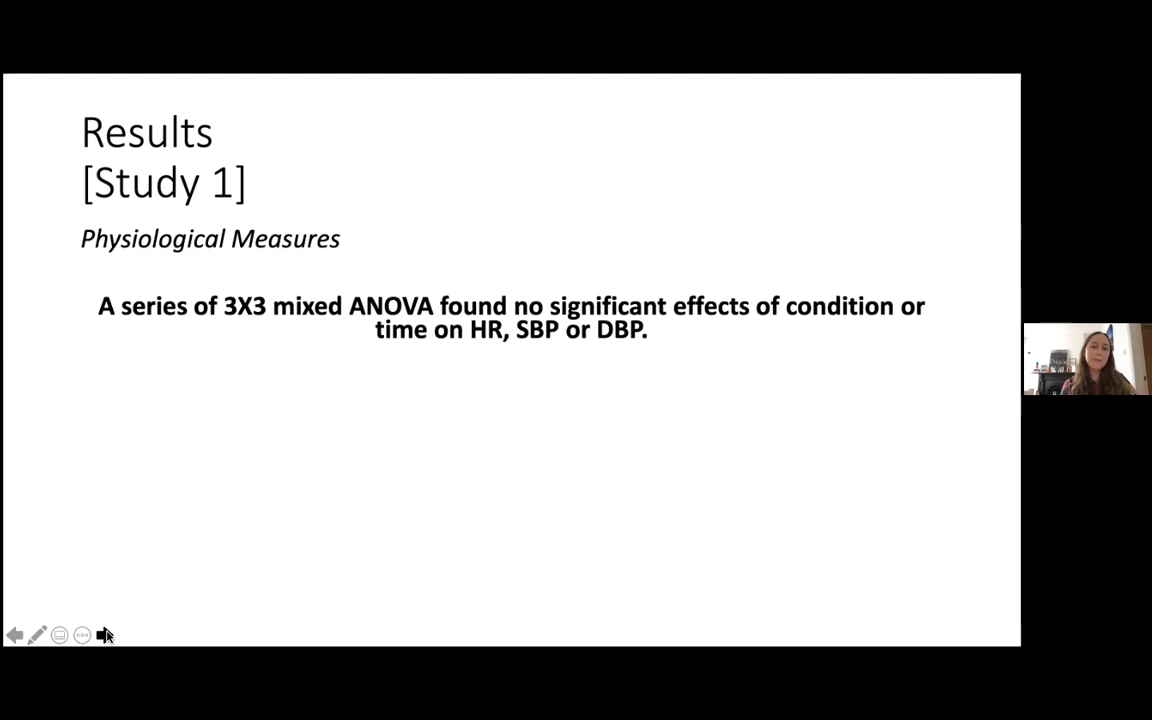 Results
[Study 1]
Physiological Measures
A series of 3X3 mixed ANOVA found no significant effects of condition or
time on HR, SBP or DBP.